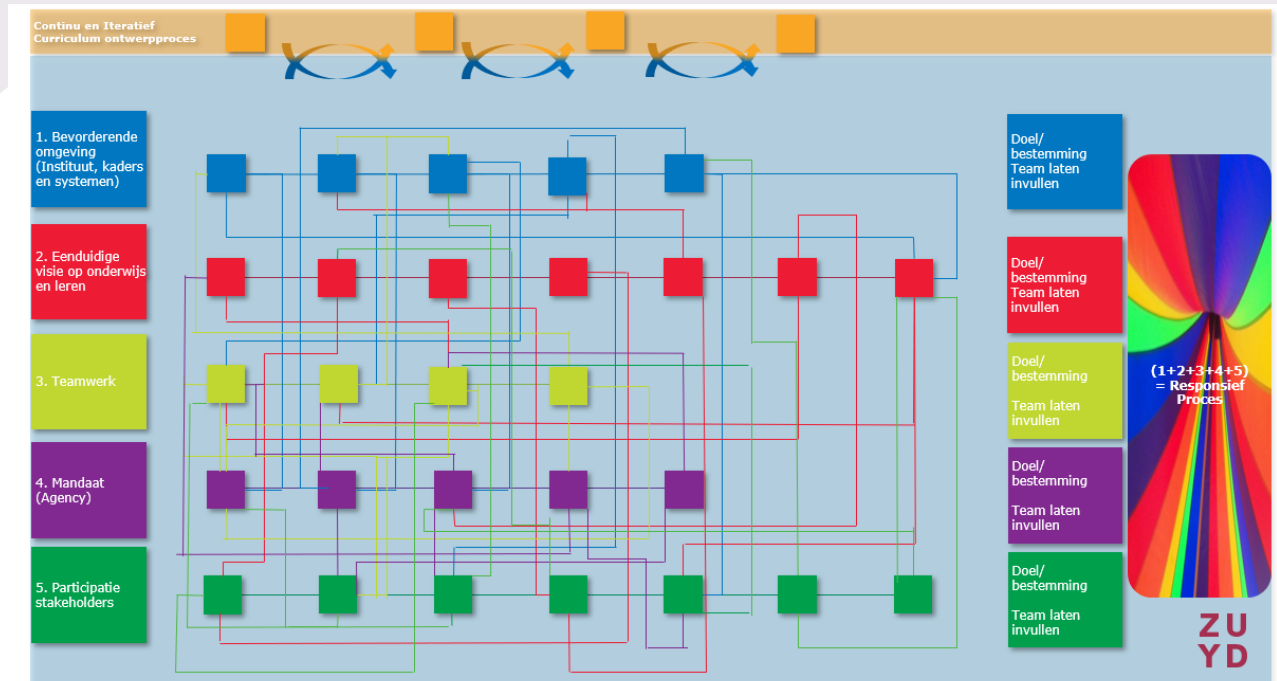 Continu en Iteratief
Curriculum ontwerpproces
1. Bevorderende
omgeving
(Instituut, kaders
en systemen)
Doel/
bestemming
Team laten
invullen
2. Eenduidige
visie op onderwijs
en leren
Doel/
bestemming
Team laten
invullen
3. Teamwerk
Doel/
bestemming
Team laten
invullen
4. Mandaat
(Agency)
Doel/
bestemming
Team laten
invullen
5. Participatie
stakeholders
Doel/
bestemming
Team laten
invullen
(1+2+3+4+5)
= Responsief
Proces
ZU
YD